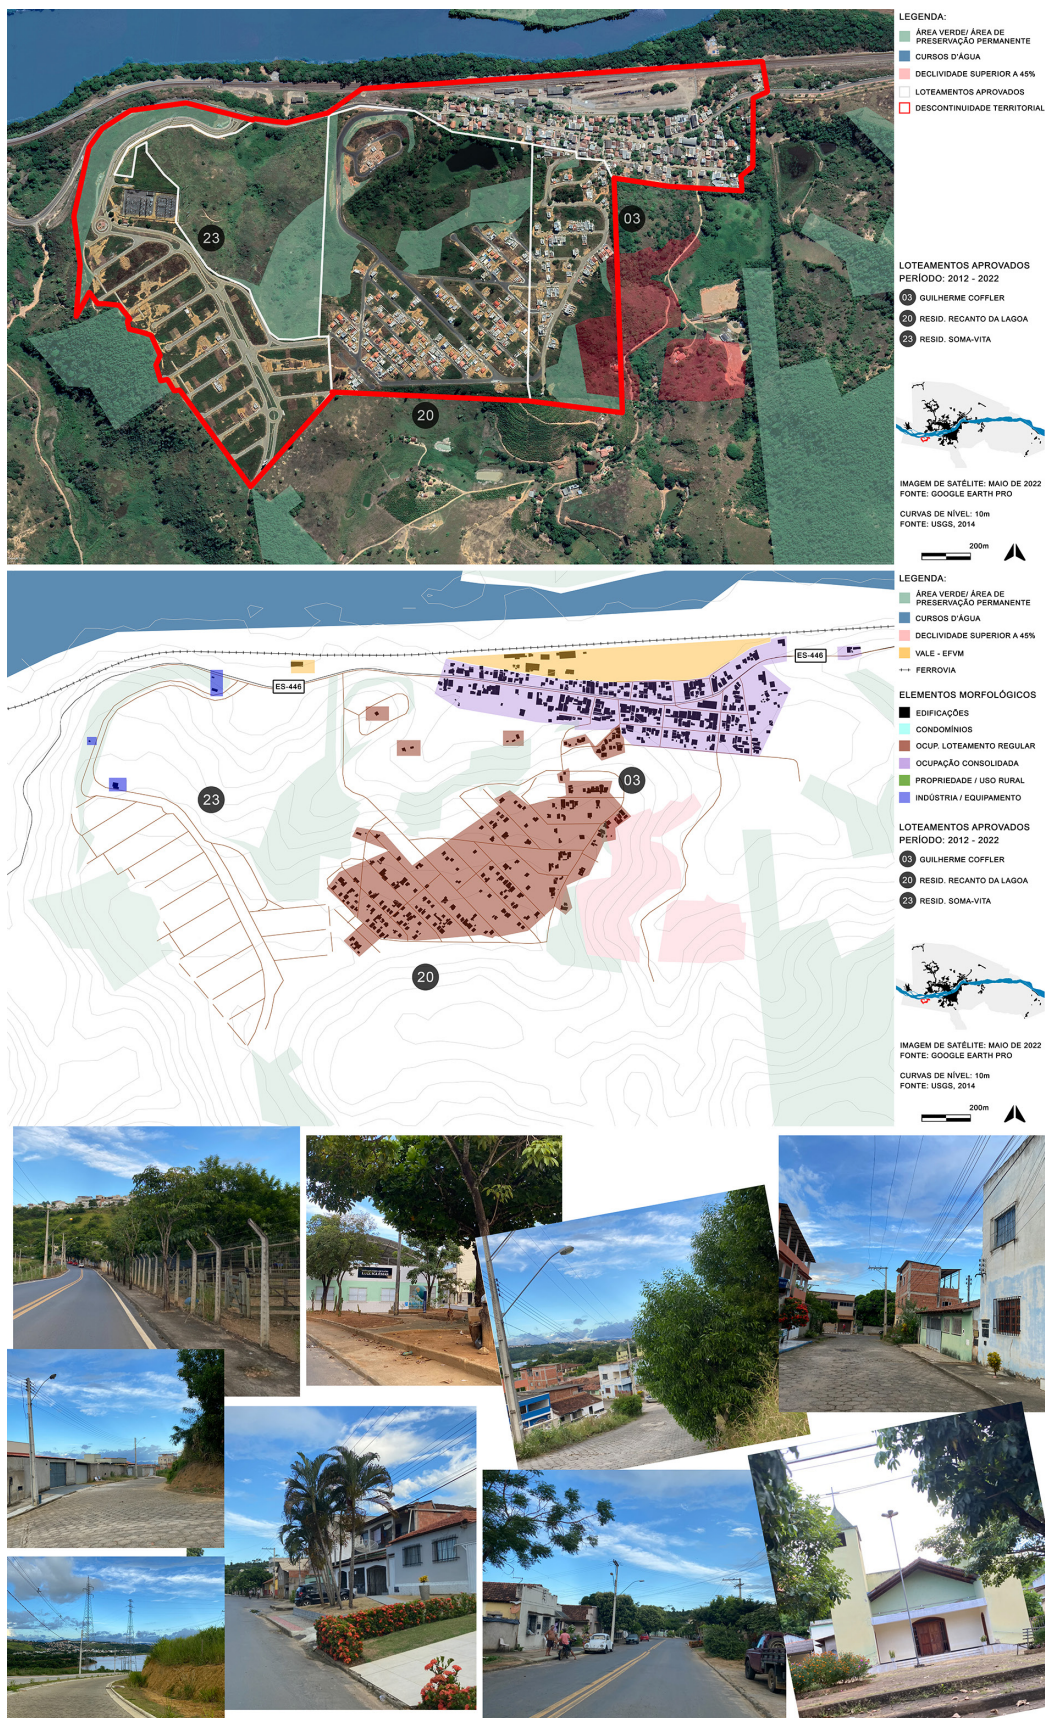 LEGENDA:
ÁREA VERDE/ ÁREA DE
PRESERVAÇÃO PERMANENTE
CURSOS D'ÁGUA
DECLIVIDADE SUPERIOR A 45%
LOTEAMENTOS APROVADOS
DESCONTINUIDADE TERRITORIAL
03
23
20
LOTEAMENTOS APROVADOS
PERÍODO: 2012 - 2022
03 GUILHERME COFFLER
20 RESID. RECANTO DA LAGOA
23 RESID. SOMA-VITA
IMAGEM DE SATÉLITE: MAIO DE 2022
FONTE: GOOGLE EARTH PRO
CURVAS DE NÍVEL: 10m
FONTE: USGS, 2014
200m
LEGENDA:
ÁREA VERDE/ ÁREA DE
PRESERVAÇÃO PERMANENTE
CURSOS D'ÁGUA
DECLIVIDADE SUPERIOR A 45%
VALE - EFVM
FERROVIA
ES-446
ES-446
03
23
20
ELEMENTOS MORFOLÓGICOS
EDIFICAÇÕES
CONDOMÍNIOS
OCUP. LOTEAMENTO REGULAR
OCUPAÇÃO CONSOLIDADA
PROPRIEDADE / USO RURAL
INDÚSTRIA / EQUIPAMENTO
LOTEAMENTOS APROVADOS
PERÍODO: 2012 - 2022
03 GUILHERME COFFLER
20 RESID. RECANTO DA LAGOA
23 RESID. SOMA-VITA
IMAGEM DE SATÉLITE: MAIO DE 2022
FONTE: GOOGLE EARTH PRO
CURVAS DE NÍVEL: 10m
FONTE: USGS, 2014
200m